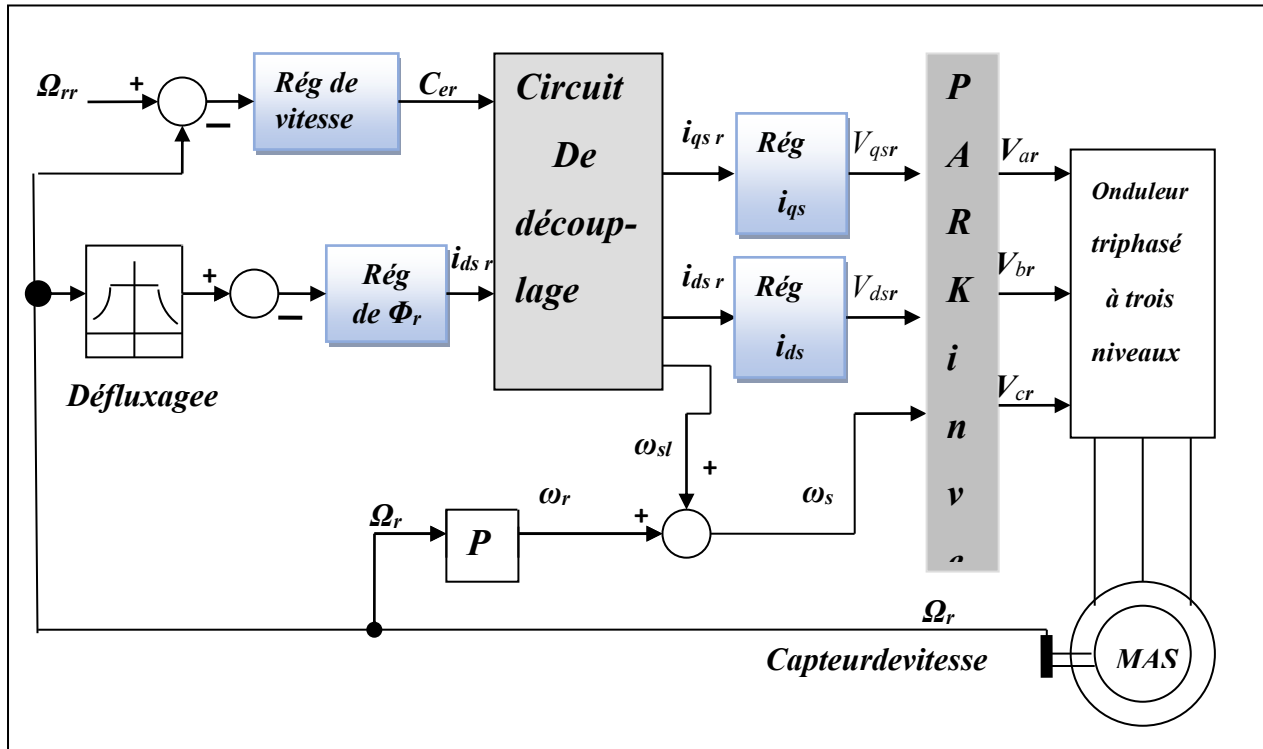 Ωrr
+
−
Rég de
vitesse
Cer
Circuit
De
découp-
lage
iqs r
Rég
iqs
Vqsr
P
A
R
K
i
n
v
e
Var
Vbr
Vcr
Onduleur
triphasé
à trois
niveaux
Défluxagee
+
−
Rég
de Φr
ids r
ids r
Rég
ids
Vdsr
ωsl
+
Ωr
P
ωr
+
ωs
Ωr
Capteurdevitesse
MAS